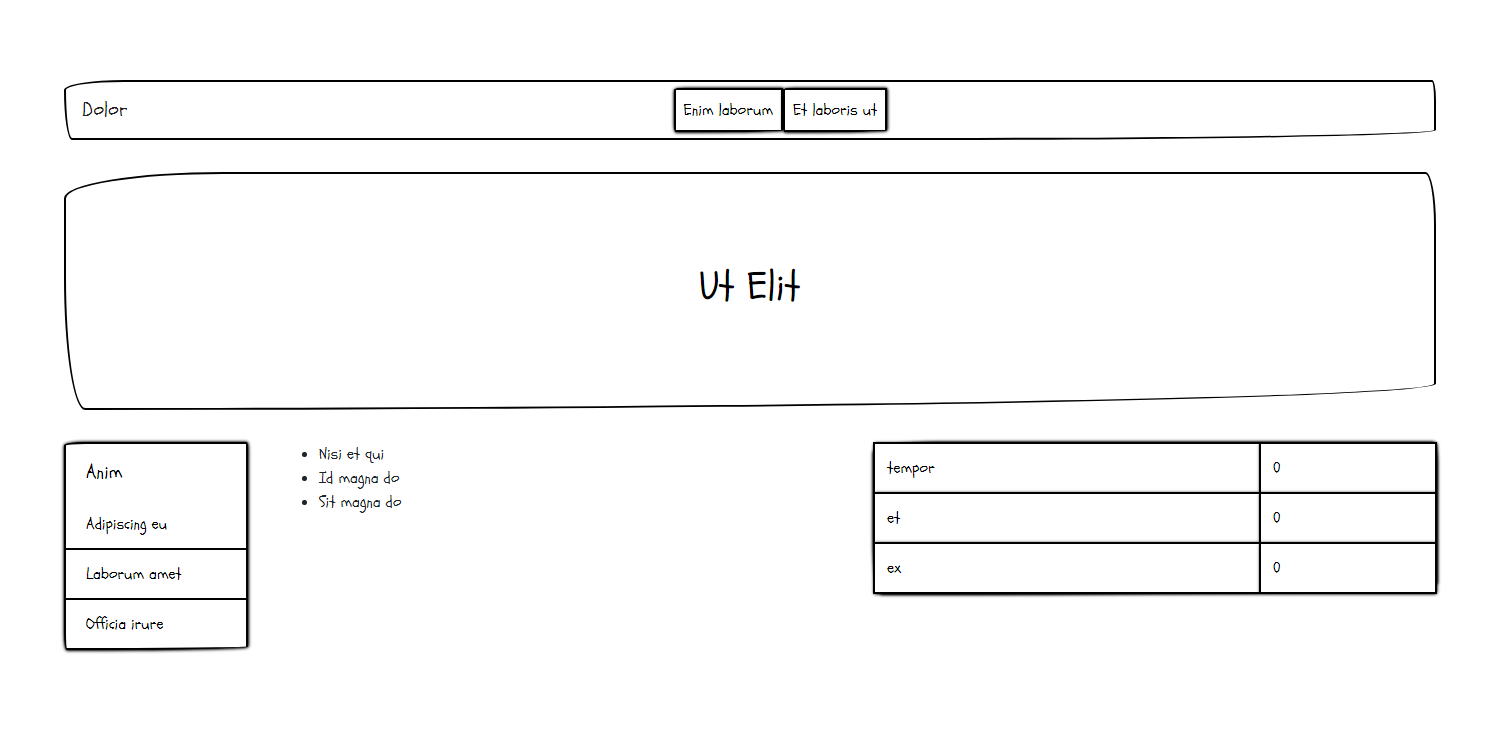 Dolor
Enim laborum
Et laboris ut
Ut Elit
Anim
Adipiscing eu
Laborum amet
Officia irure
Nisi et qui
Id magna do
Sit magna do
tempor 0
et 0
ex 0